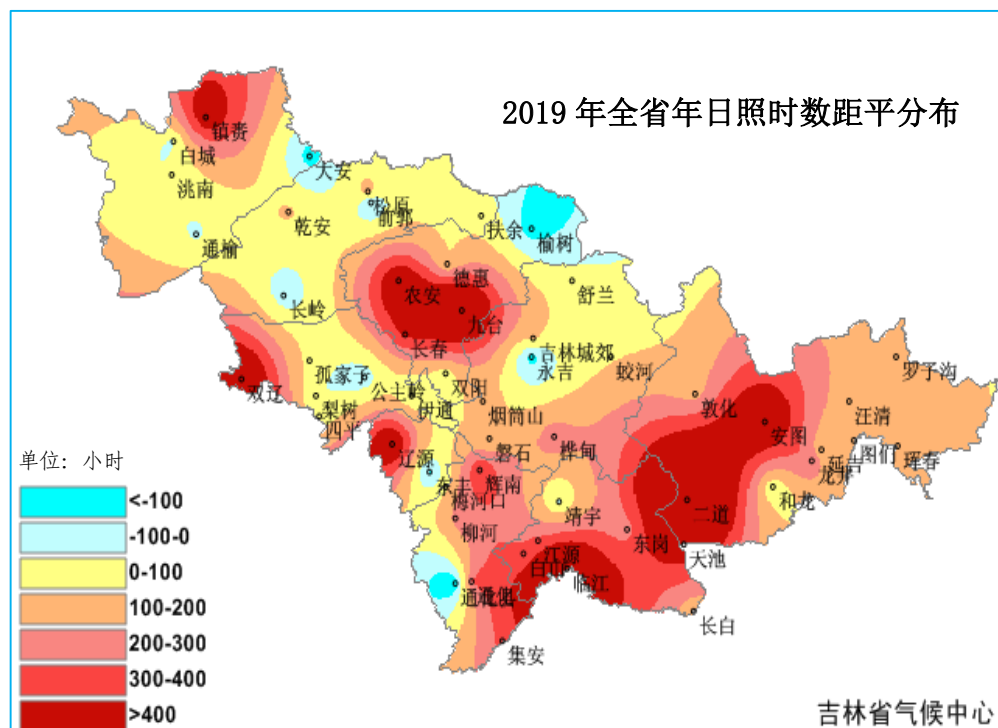 2019 年全省年日照时数距平分布
镇赉
白城
大安
洮南
松原
前郭
乾安
扶余
榆树
通榆
德惠
舒兰
农安
长岭
九台
长春
吉林城郊
永吉
蛟河
罗子沟
孤家子
双辽
公主岭
双阳
伊通
梨树
烟筒山
敦化
汪清
四平
安图
磐石
桦甸
图们
珲春
延吉
龙井
辽源
单位：小时
东丰
辉南
梅河口
和龙
靖宇
二道
柳河
东岗
江源
天池
白山
临江
长白
集安
<-100
-100-0
0-100
100-200
200-300
300-400
>400
吉林省气候中心